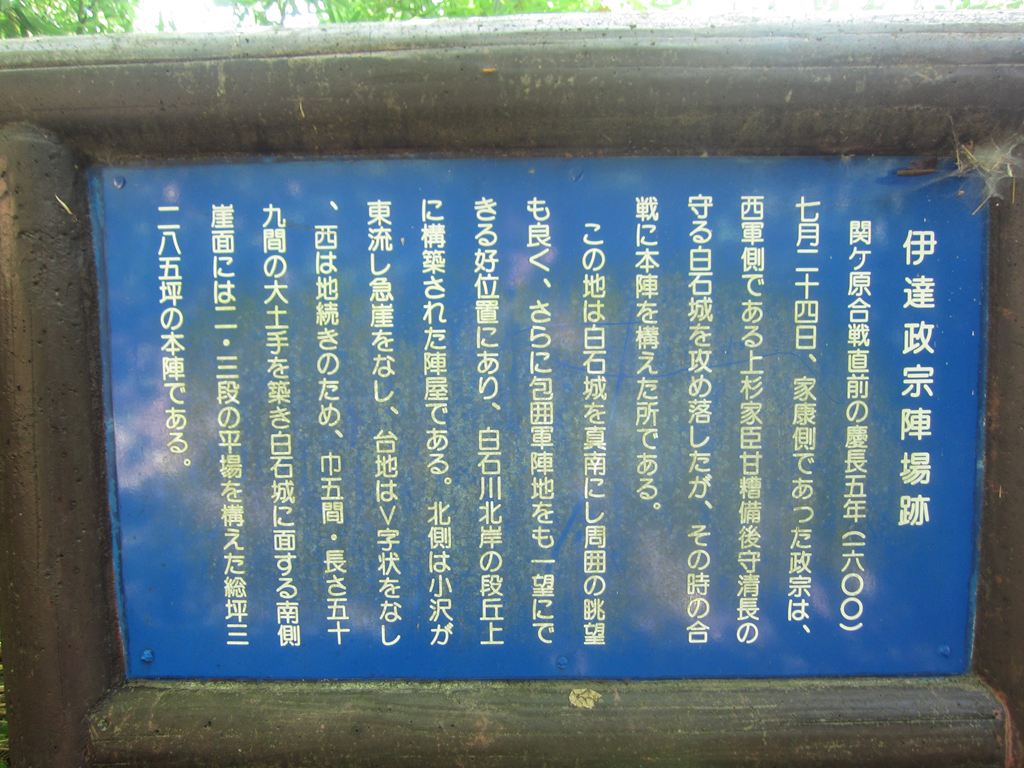 伊達政宗陣場跡
関ケ原合戦直前の慶長五年(一六〇〇)
七月二十四日、家康側であった政宗は、
西軍側である上杉家臣甘糟備後守清長の
守る白石城を攻め落したが、その時の合
戦に本陣を構えた所である。
この地は白石城を真南にし周囲の眺望
も良く、さらに包囲軍陣地をも一望にで
きる好位置にあり、白石川北岸の段丘上
に構築された陣屋である。北側は小沢が
東流し急崖をなし、台地はV字状をなし
、西は地続きのため、巾五間・長さ五十
九間の大土手を築き白石城に面する南側
崖面には二・三段の平場を構えた総坪三
二八五坪の本陣である。